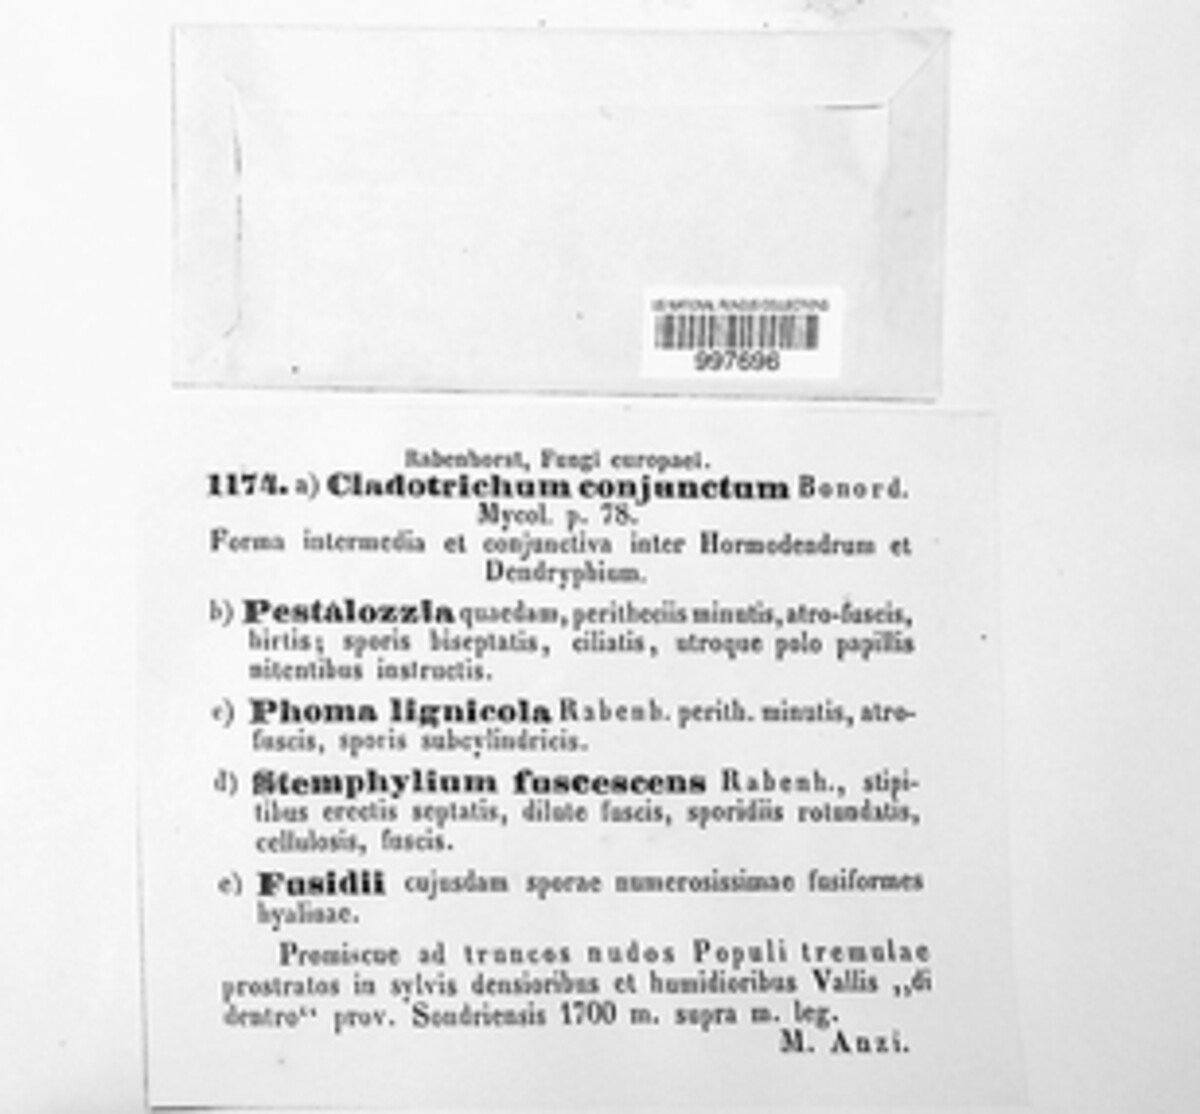 US NATIONAL FUNGUS COLLECTIONS
997696
Rabenhorst, Fungi europaei.
1174. a) Cladotrichum conjunctum Bonord.
Mycol. p. 78.
Forma intermedia et conjunctiva inter Hormodendrum et
Dendryphium.
b) Pestalozzia quaedam, peritheciis minutis, atro-fuscis,
hirtis; sporis biseptatis, ciliatis, utroque polo papillis
nitentibus instructis.
c) Phoma lignicola Rabenh. perith. minutis, atro-
fuscis, sporis subcylindricis.
d) Stemphylium fuscescens Rabenh., stipi-
tibus erectis septatis, dilute fuscis, sporidiis rotundatis,
cellulosis, fuscis.
e) Fusidii cujusdam sporae numerosissimae fusiformes
hyalinae.
Promiscue ad truncos nudos Populi tremulae
prostratos in sylvis densioribus et humidioribus Vallis „di
dentro“ prov. Sondriensis 1700 m. supra m. leg.
M. Anzi.